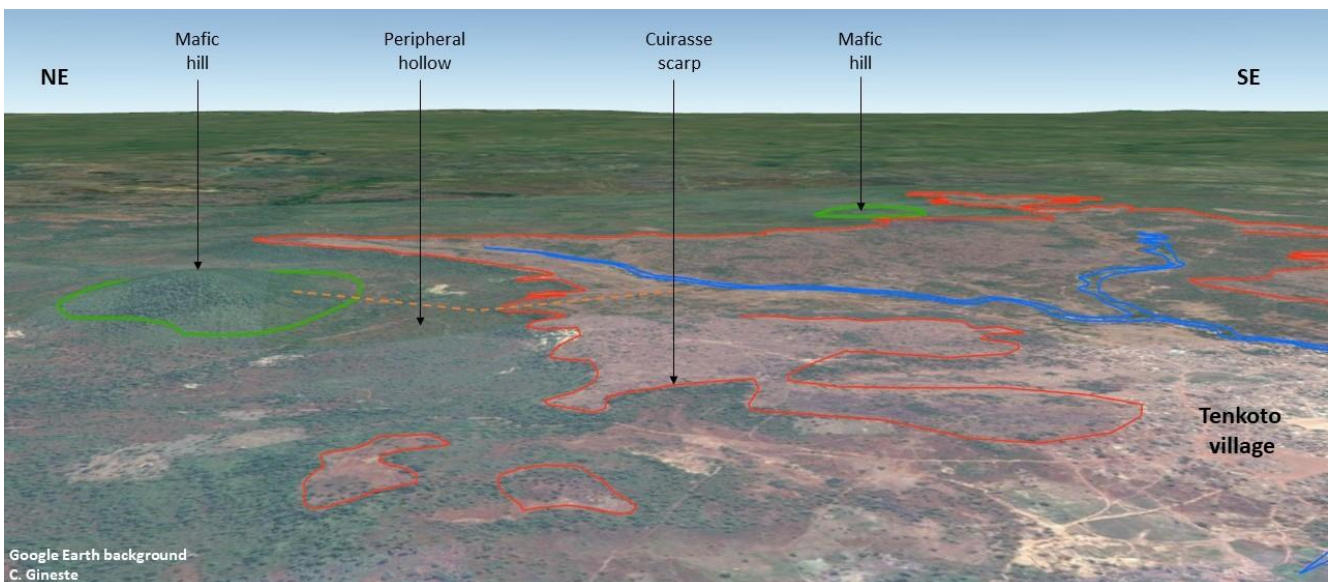 Mafic
hill
Peripheral
hollow
Cuirasse
scarp
Mafic
hill
NE
SE
Tenkoto
village
Google Earth background
C. Gineste